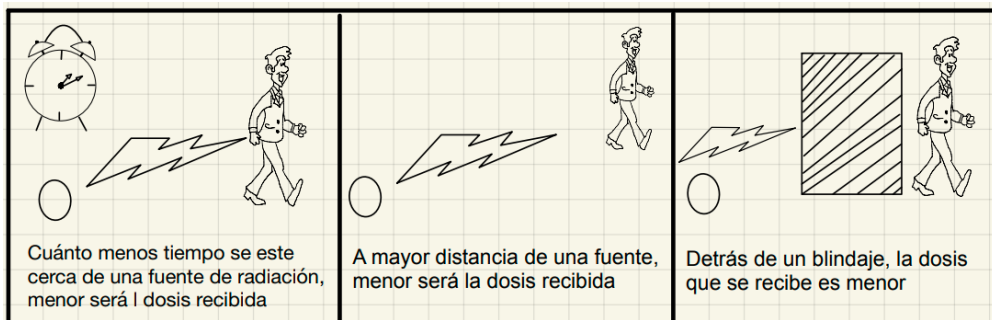 Cuánto menos tiempo se este
cerca de una fuente de radiación,
menor será l dosis recibida
A mayor distancia de una fuente,
menor será la dosis recibida
Detrás de un blindaje, la dosis
que se recibe es menor